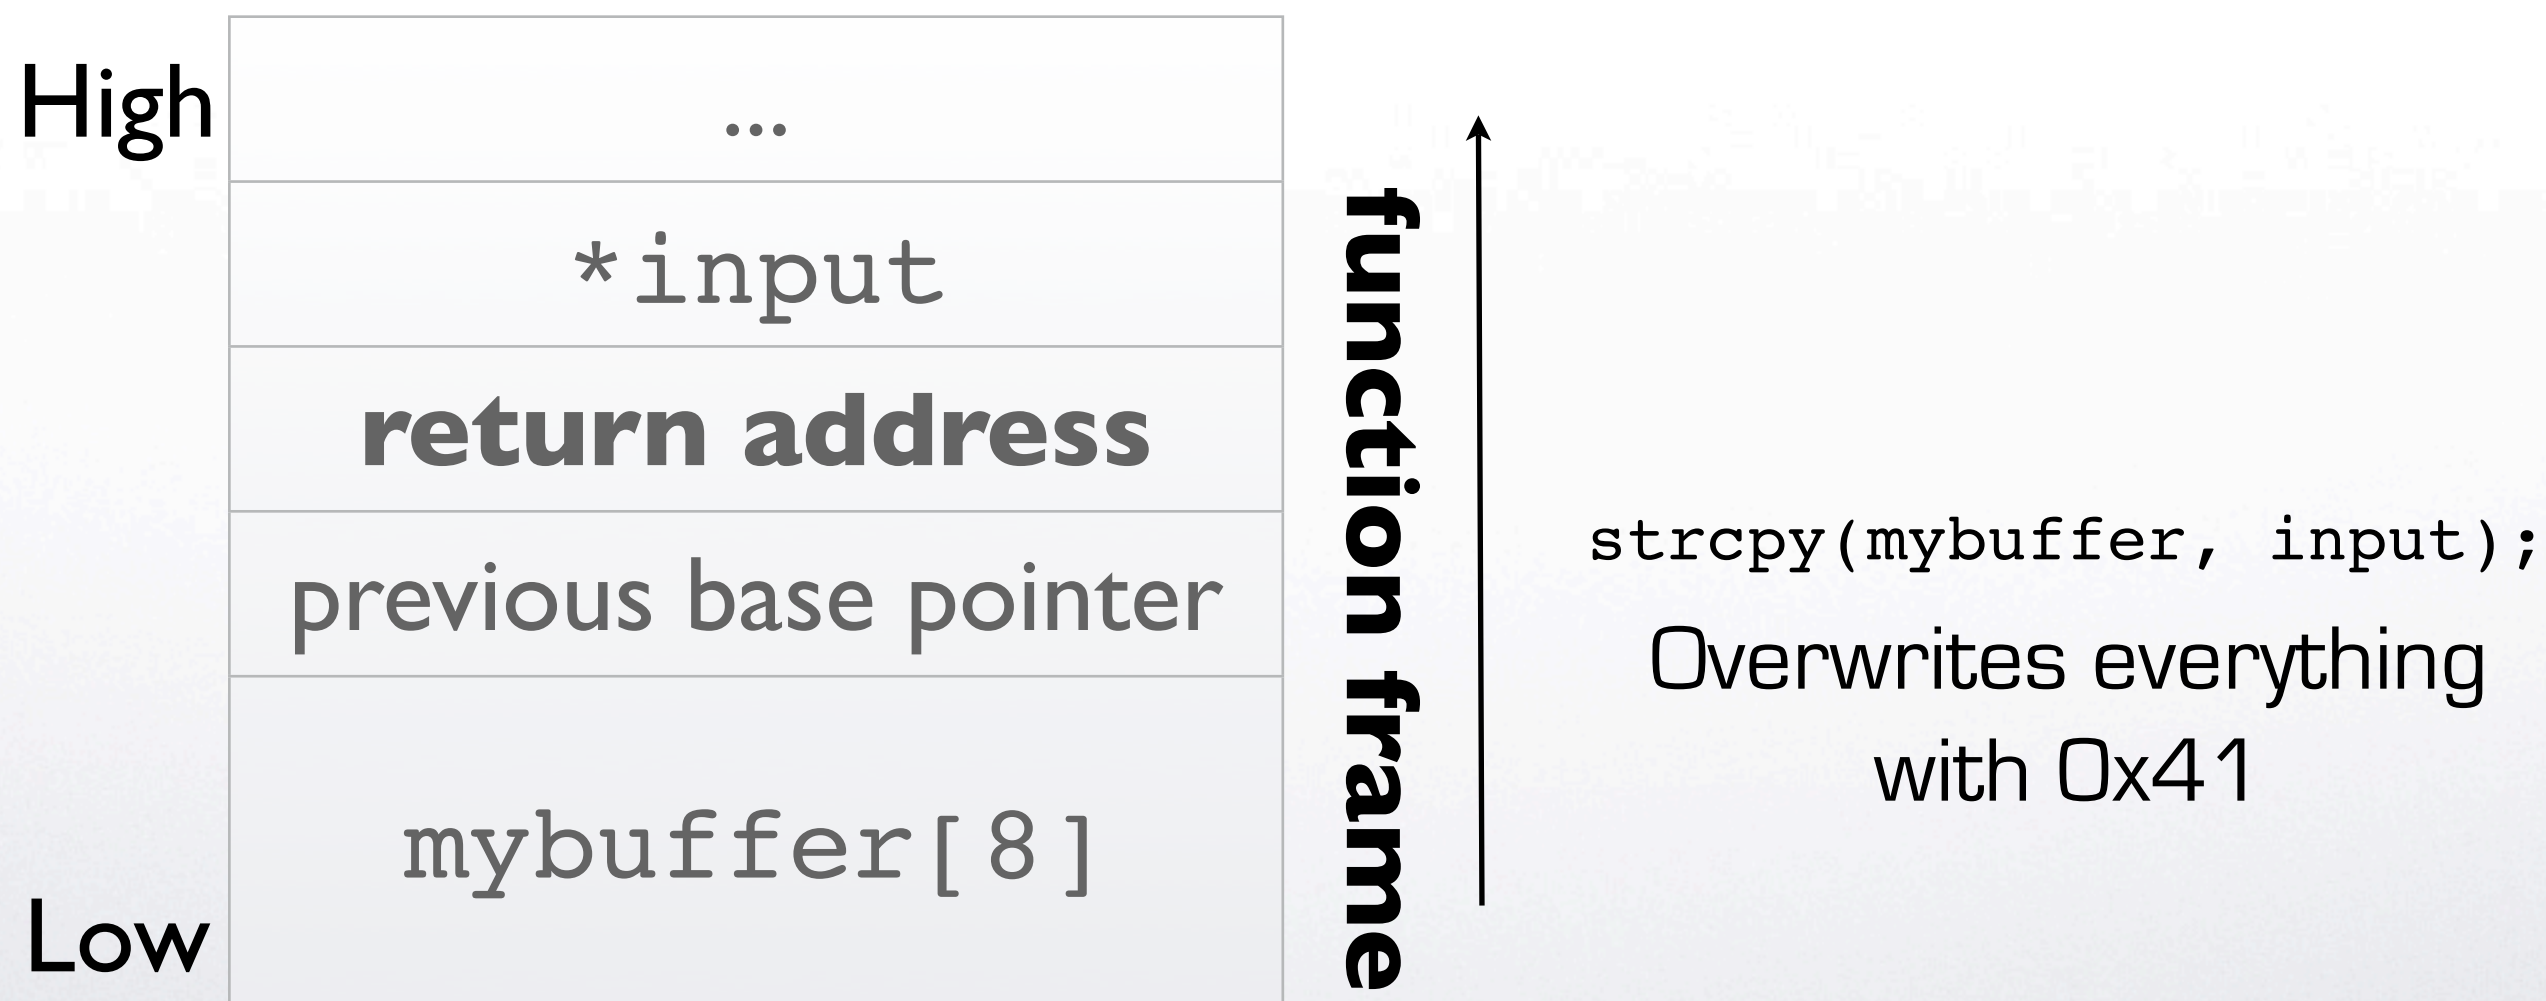 High
...
*input
return address
previous base pointer
mybuffer[8]
Low
function frame
strcpy(mybuffer, input);
Overwrites everything
with 0x41